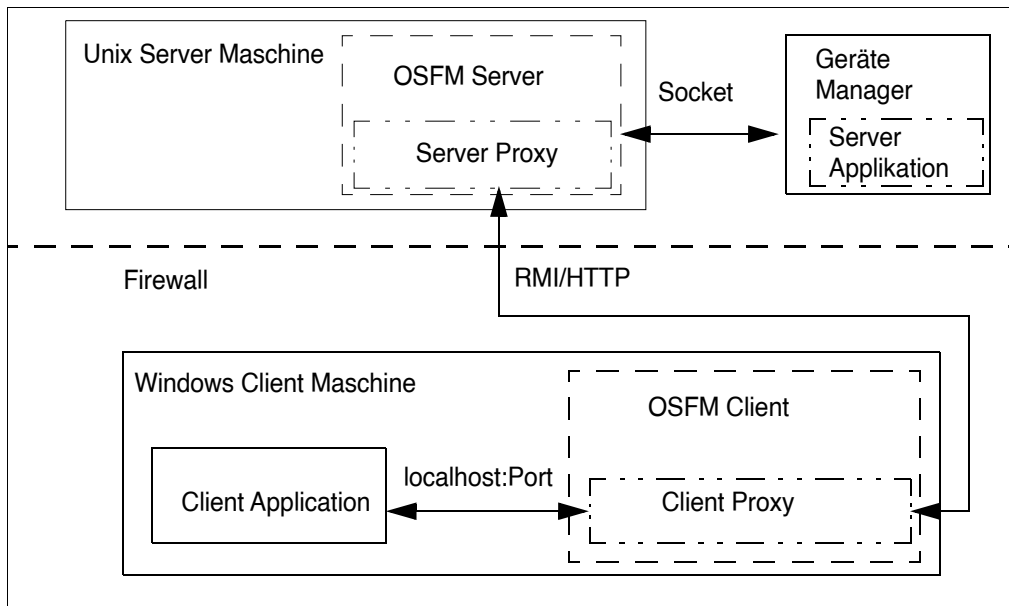 Unix Server Maschine
OSFM Server
Server Proxy
Socket
Geräte
Manager
Server
Applikation
Firewall
RMI/HTTP
Windows Client Maschine
OSFM Client
Client Application
localhost:Port
Client Proxy